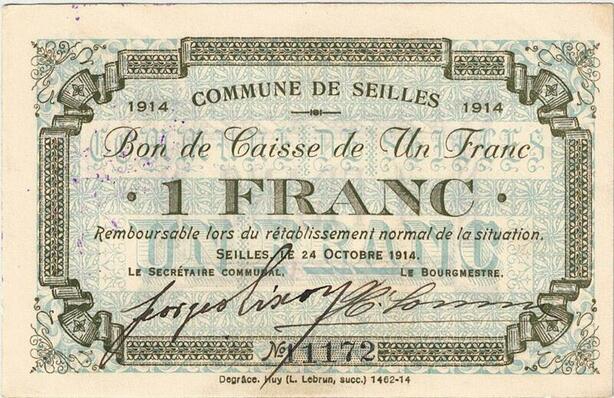 COMMUNE DE SEILLES
1914 1914
Bon de Caisse de Un Franc
1 FRANC
Remboursable lors du rétablissement normal de la situation.
SEILLES, LE 24 OCTOBRE 1914.
LE SECRÉTAIRE COMMUNAL, LE BOURGMESTRE.
Georges
No 11172
Degrâce, Huy (L. Lebrun, succ.) 1462-14